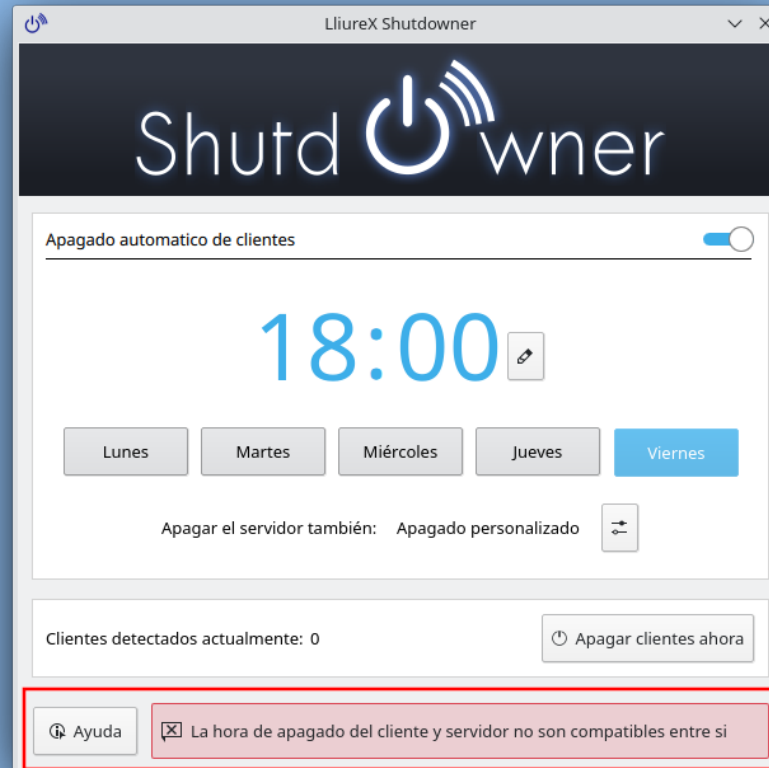 LliureX Shutdowner
Shutdowner
Apagado automatico de clientes
18:00
Lunes Martes Miércoles Jueves Viernes
Apagar el servidor también: Apagado personalizado
Clientes detectados actualmente: 0 Apagar clientes ahora
Ayuda La hora de apagado del cliente y servidor no son compatibles entre si